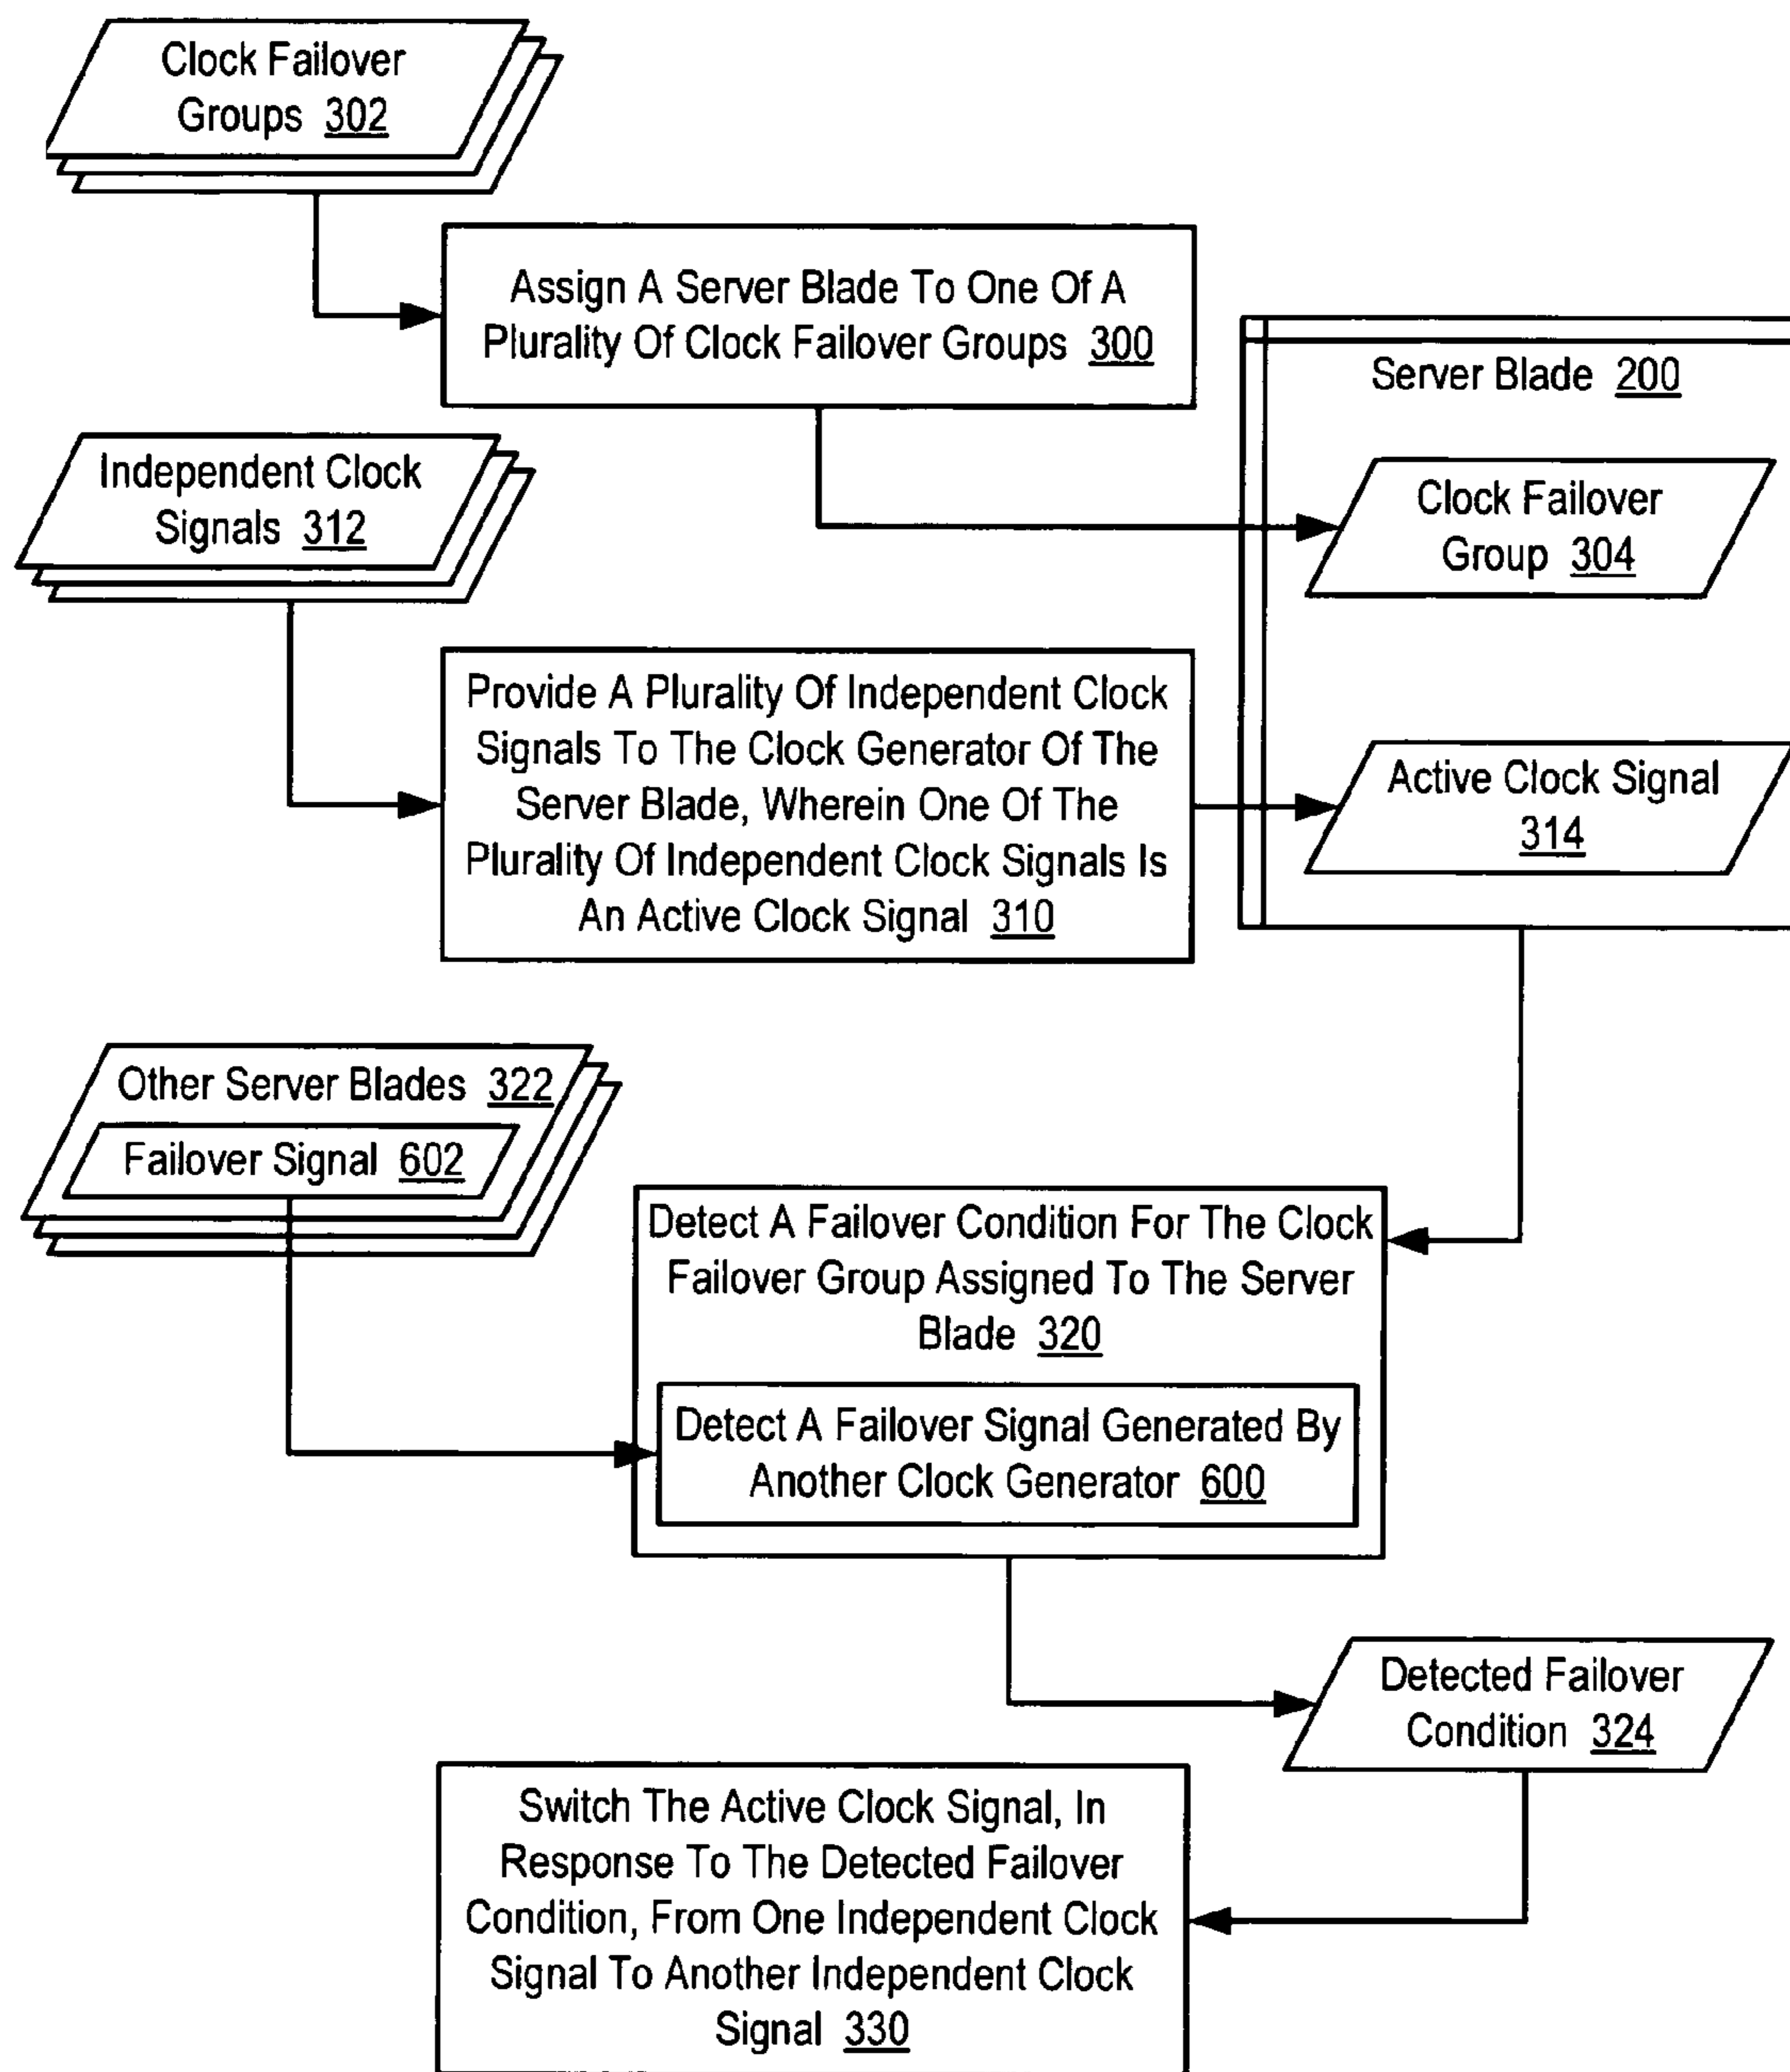 Clock Failover
Groups 302
Assign A Server Blade To One Of A
Plurality Of Clock Failover Groups 300
Server Blade 200
Independent Clock
Signals 312
Clock Failover
Group 304
Provide A Plurality Of Independent Clock
Signals To The Clock Generator Of The
Server Blade, Wherein One Of The
Plurality Of Independent Clock Signals Is
An Active Clock Signal 310
Active Clock Signal
314
Other Server Blades 322
Failover Signal 602
Detect A Failover Condition For The Clock
Failover Group Assigned To The Server
Blade 320
Detect A Failover Signal Generated By
Another Clock Generator 600
Detected Failover
Condition 324
Switch The Active Clock Signal, In
Response To The Detected Failover
Condition, From One Independent Clock
Signal To Another Independent Clock
Signal 330